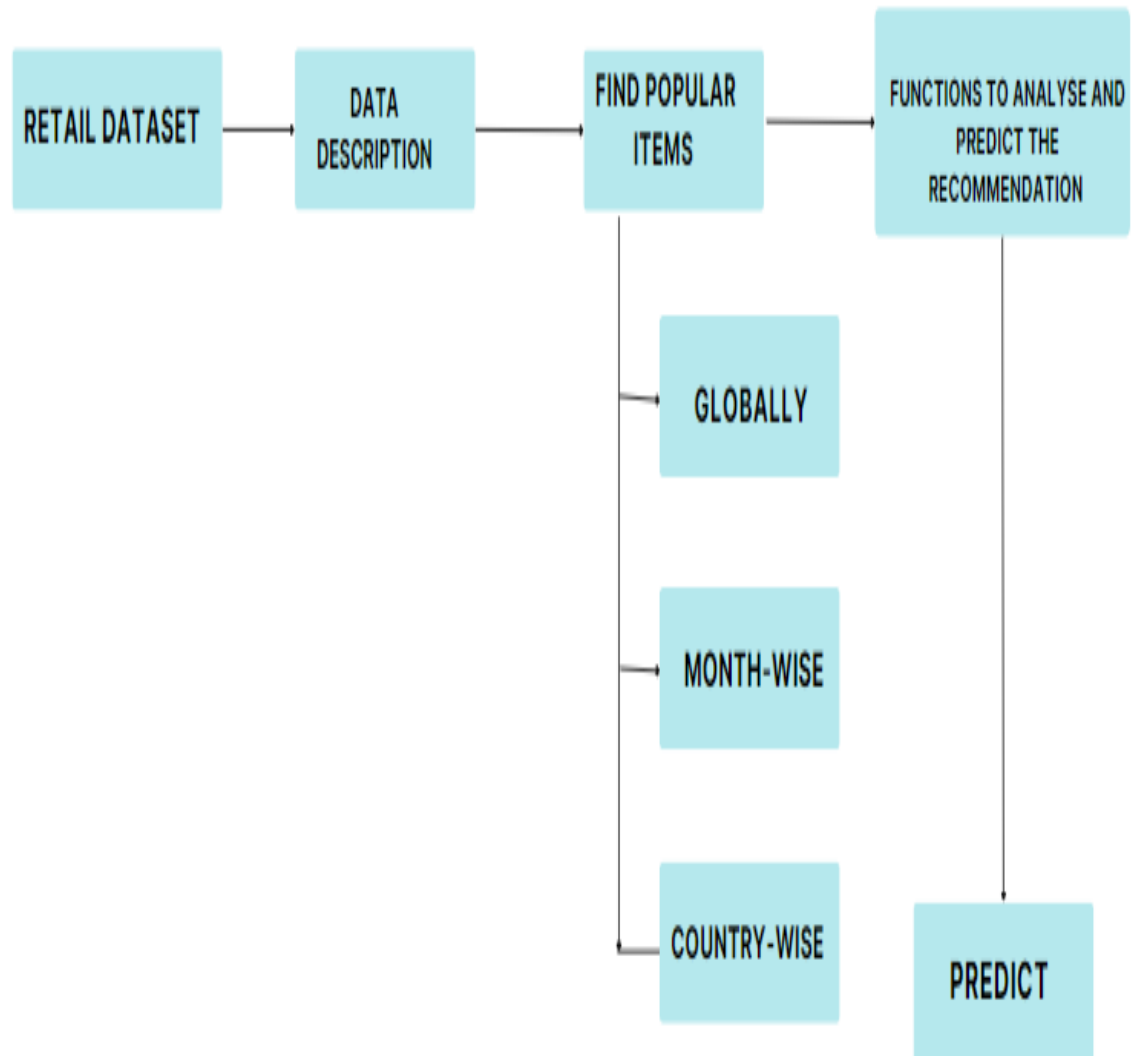 RETAIL DATASET
DATA
DESCRIPTION
FIND POPULAR
ITEMS
FUNCTIONS TO ANALYSE AND
PREDICT THE
RECOMMENDATION
GLOBALLY
MONTH-WISE
COUNTRY-WISE
PREDICT